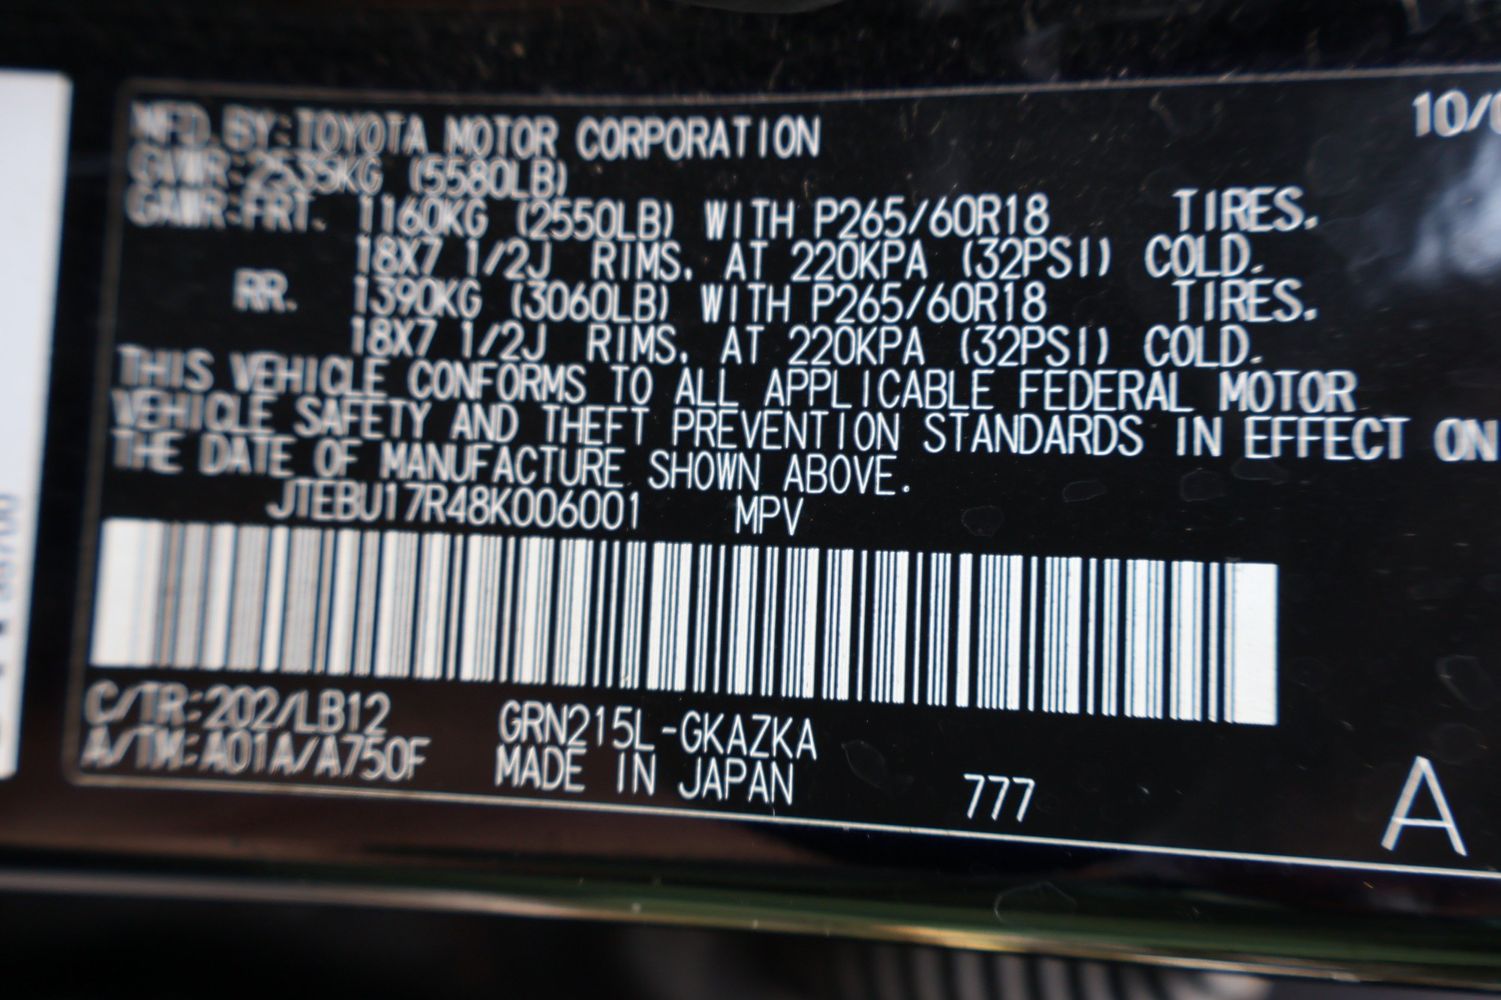 10/0
MFD. BY:TOYOTA MOTOR CORPORATION
GVWR:2535KG (5580LB)
GAWR:FRT. 1160KG (2550LB) WITH P265/60R18 TIRES.
18X7 1/2J RIMS, AT 220KPA (32PSI) COLD.
RR. 1390KG (3060LB) WITH P265/60R18 TIRES.
18X7 1/2J RIMS, AT 220KPA (32PSI) COLD.
THIS VEHICLE CONFORMS TO ALL APPLICABLE FEDERAL MOTOR
VEHICLE SAFETY AND THEFT PREVENTION STANDARDS IN EFFECT ON
THE DATE OF MANUFACTURE SHOWN ABOVE.
JTEBU17R48K006001 MPV
C/TR:202/LB12 GRN215L-GKAZKA
A/TM:A01A/A750F MADE IN JAPAN 777
A